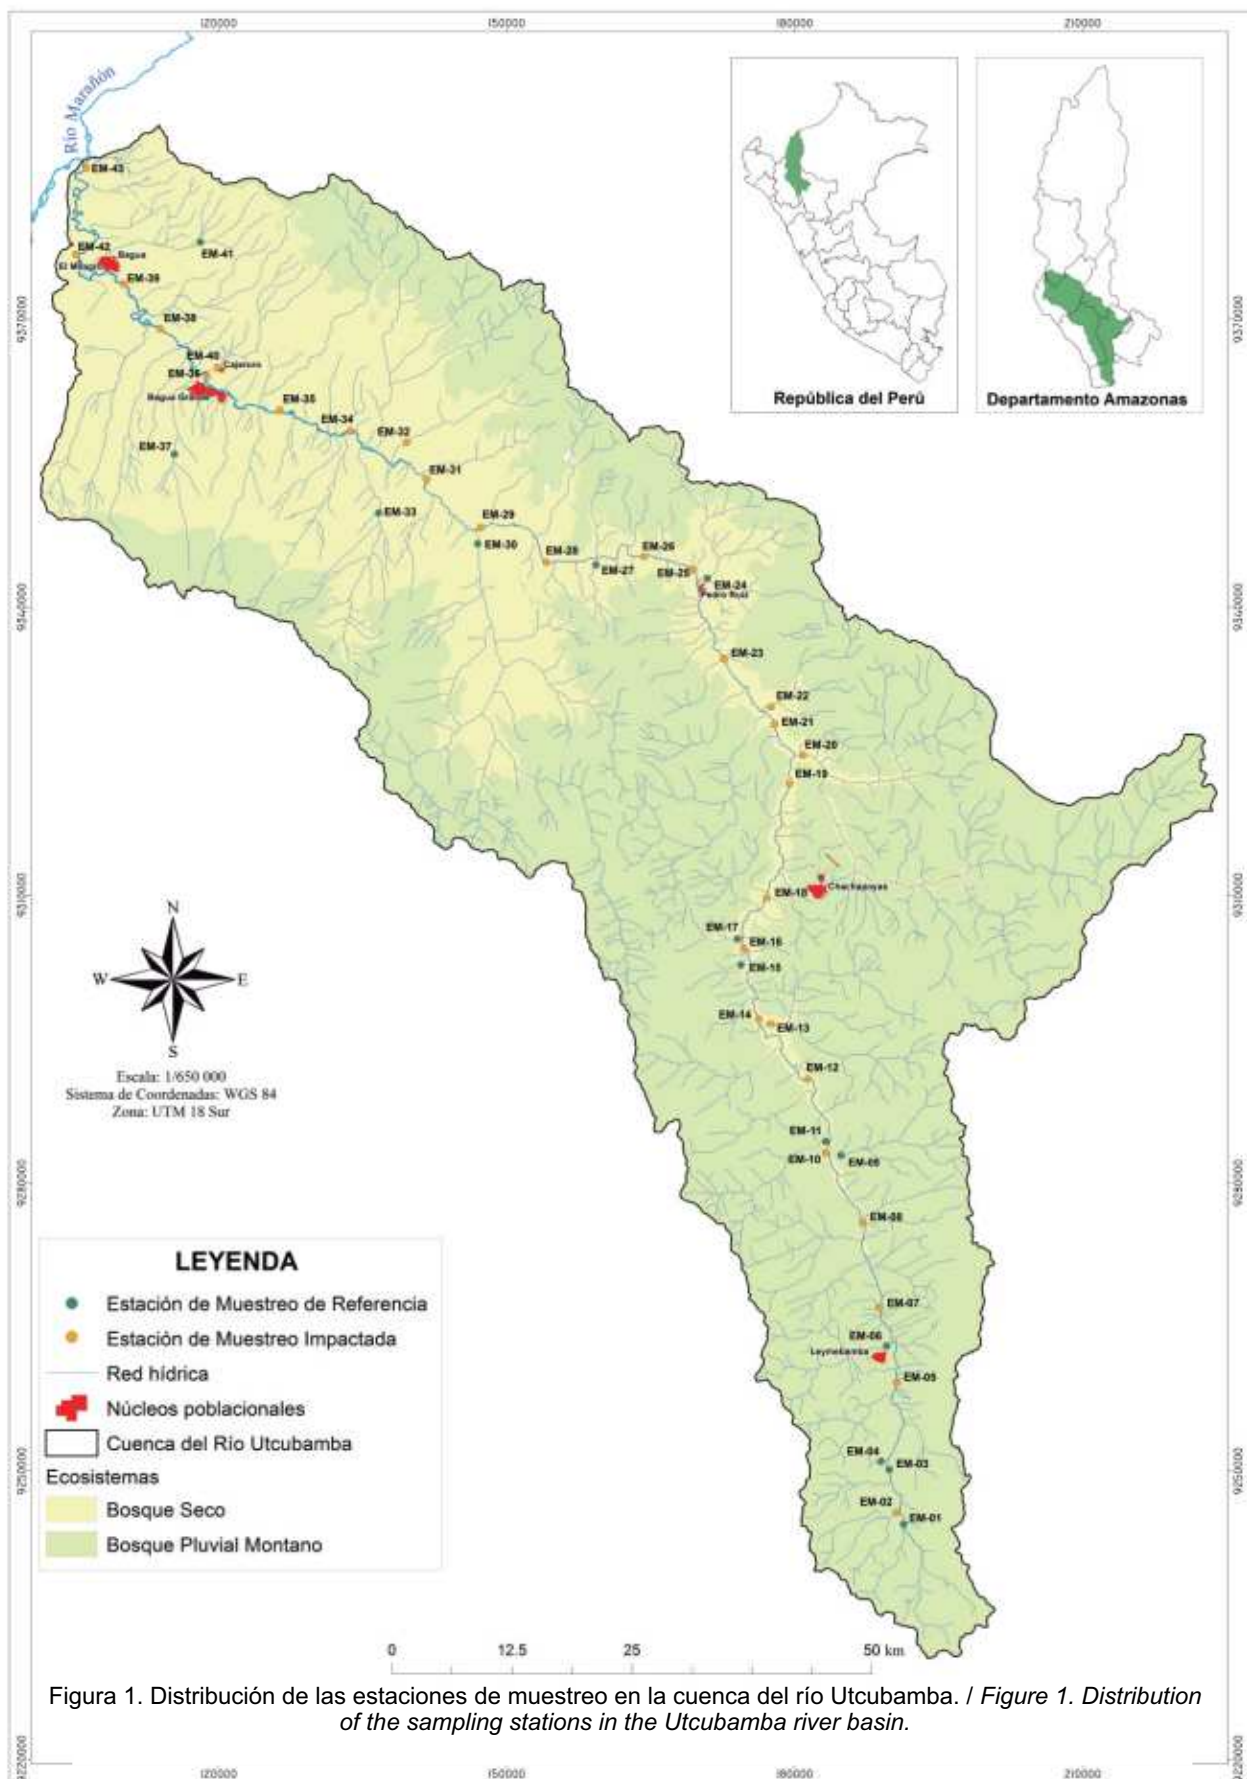 120000
150000
180000
210000
Río Marañón
EM-43
EM-42
Bagua
EM-41
EM-39
EM-38
EM-40
Cajaruro
EM-36
EM-35
EM-34
EM-32
EM-37
EM-31
EM-33
EM-29
EM-30
EM-28
EM-26
EM-27
EM-25
EM-24
Pedro Ruiz
EM-23
EM-22
EM-21
EM-20
EM-19
EM-18
Chachapoyas
EM-17
EM-16
EM-15
EM-14
EM-13
EM-12
EM-11
EM-10
EM-09
EM-08
EM-07
EM-06
Leymebamba
EM-05
EM-04
EM-03
EM-02
EM-01
República del Perú
Departamento Amazonas
9370000
9370000
9340000
9340000
9310000
9310000
9280000
9280000
9250000
9250000
9220000
9220000
N
W
E
S
Escala: 1/650 000
Sistema de Coordenadas: WGS 84
Zona: UTM 18 Sur
LEYENDA
Estación de Muestreo de Referencia
Estación de Muestreo Impactada
Red hídrica
Núcleos poblacionales
Cuenca del Río Utcubamba
Ecosistemas
Bosque Seco
Bosque Pluvial Montano
0 12.5 25 50 km
Figura 1. Distribución de las estaciones de muestreo en la cuenca del río Utcubamba. / Figure 1. Distribution
of the sampling stations in the Utcubamba river basin.
120000
150000
180000
210000